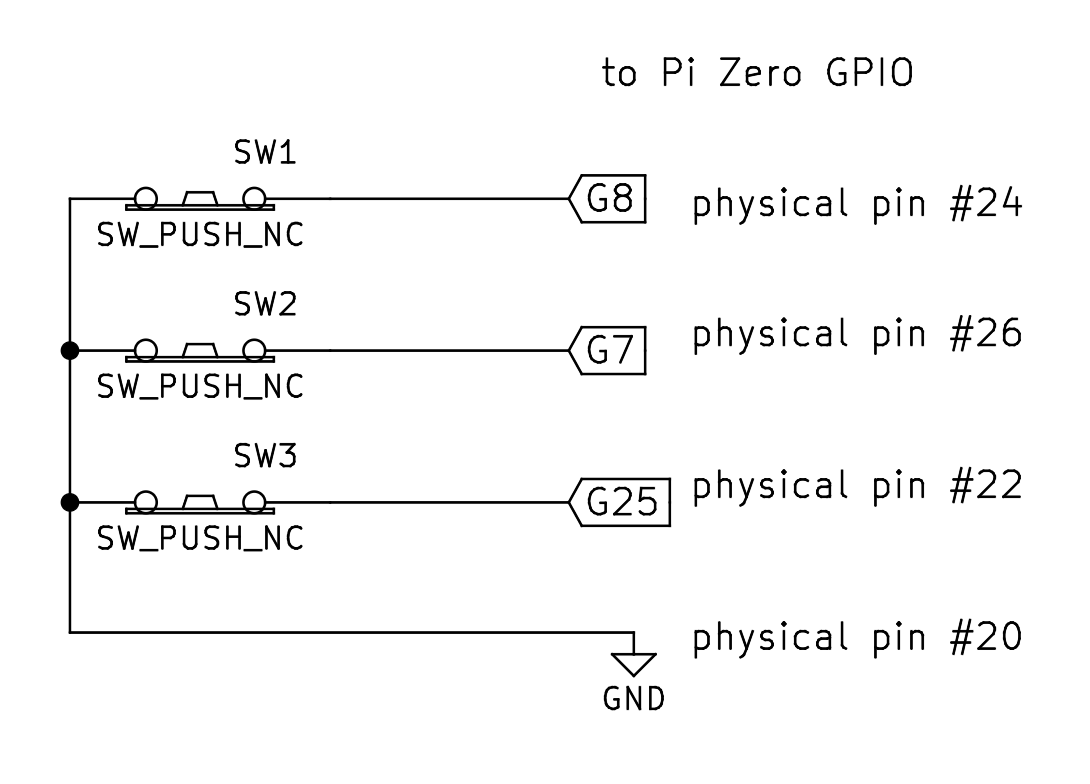 to Pi Zero GPIO
SW1
G8 physical pin #24
SW_PUSH_NC
SW2
G7 physical pin #26
SW_PUSH_NC
SW3
G25 physical pin #22
SW_PUSH_NC
physical pin #20
GND